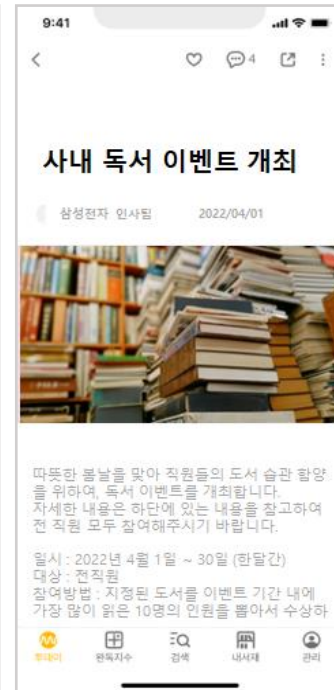 9:41
4
사내 독서 이벤트 개최
삼성전자 인사팀 2022/04/01
따뜻한 봄날을 맞아 직원들의 도서 습관 함양
을 위하여, 독서 이벤트를 개최합니다.
자세한 내용은 하단에 있는 내용을 참고하여
전 직원 모두 참여해주시기 바랍니다.
일시 : 2022년 4월 1일 ~ 30일 (한달간)
대상 : 전직원
참여방법 : 지정된 도서를 이벤트 기간 내에
가장 많이 읽은 10명의 인원을 뽑아서 수상하
투데이 완독지수 검색 내서재 관리